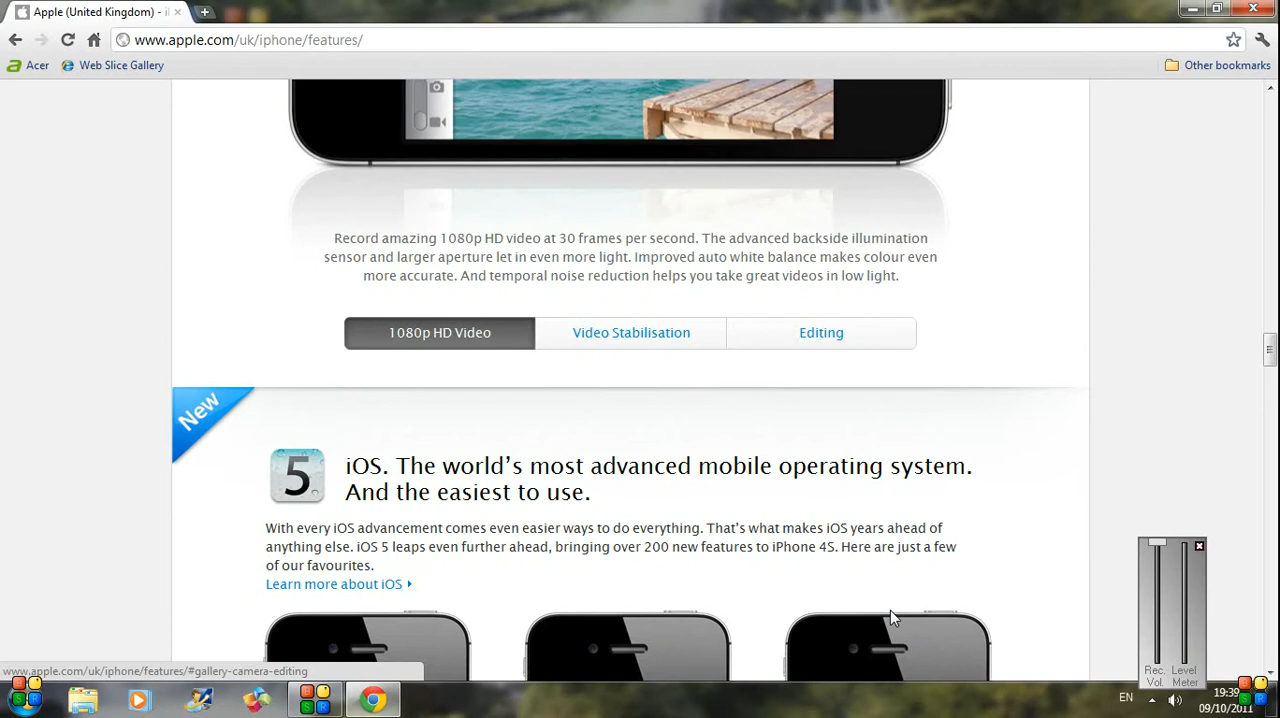 Apple (United Kingdom) - i
www.apple.com/uk/iphone/features/
Acer
Web Slice Gallery
Other bookmarks
Record amazing 1080p HD video at 30 frames per second. The advanced backside illumination
sensor and larger aperture let in even more light. Improved auto white balance makes colour even
more accurate. And temporal noise reduction helps you take great videos in low light.
1080p HD Video
Video Stabilisation
Editing
New
5
iOS. The world’s most advanced mobile operating system.
And the easiest to use.
With every iOS advancement comes even easier ways to do everything. That’s what makes iOS years ahead of
anything else. iOS 5 leaps even further ahead, bringing over 200 new features to iPhone 4S. Here are just a few
of our favourites.
Learn more about iOS
www.apple.com/uk/iphone/features/#gallery-camera-editing
Rec. Level
Vol. Meter
S R
S R
EN
19:39
09/10/2011
S R